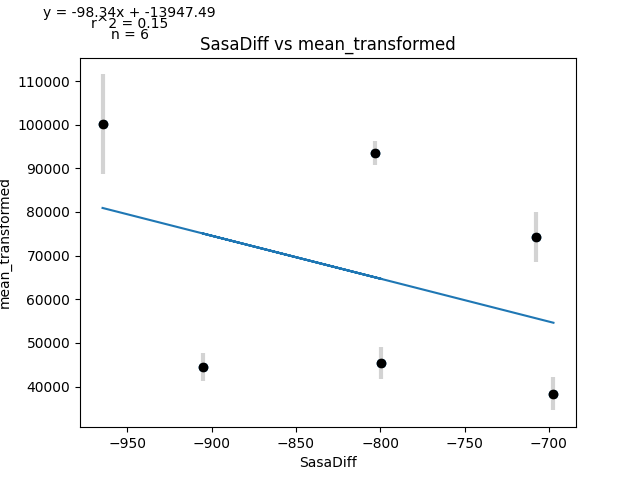 y = -98.34x + -13947.49
r^2 = 0.15
n = 6
SasaDiff vs mean_transformed
110000
100000
90000
80000
70000
60000
50000
40000
mean_transformed
−950
−900
−850
−800
−750
−700
SasaDiff